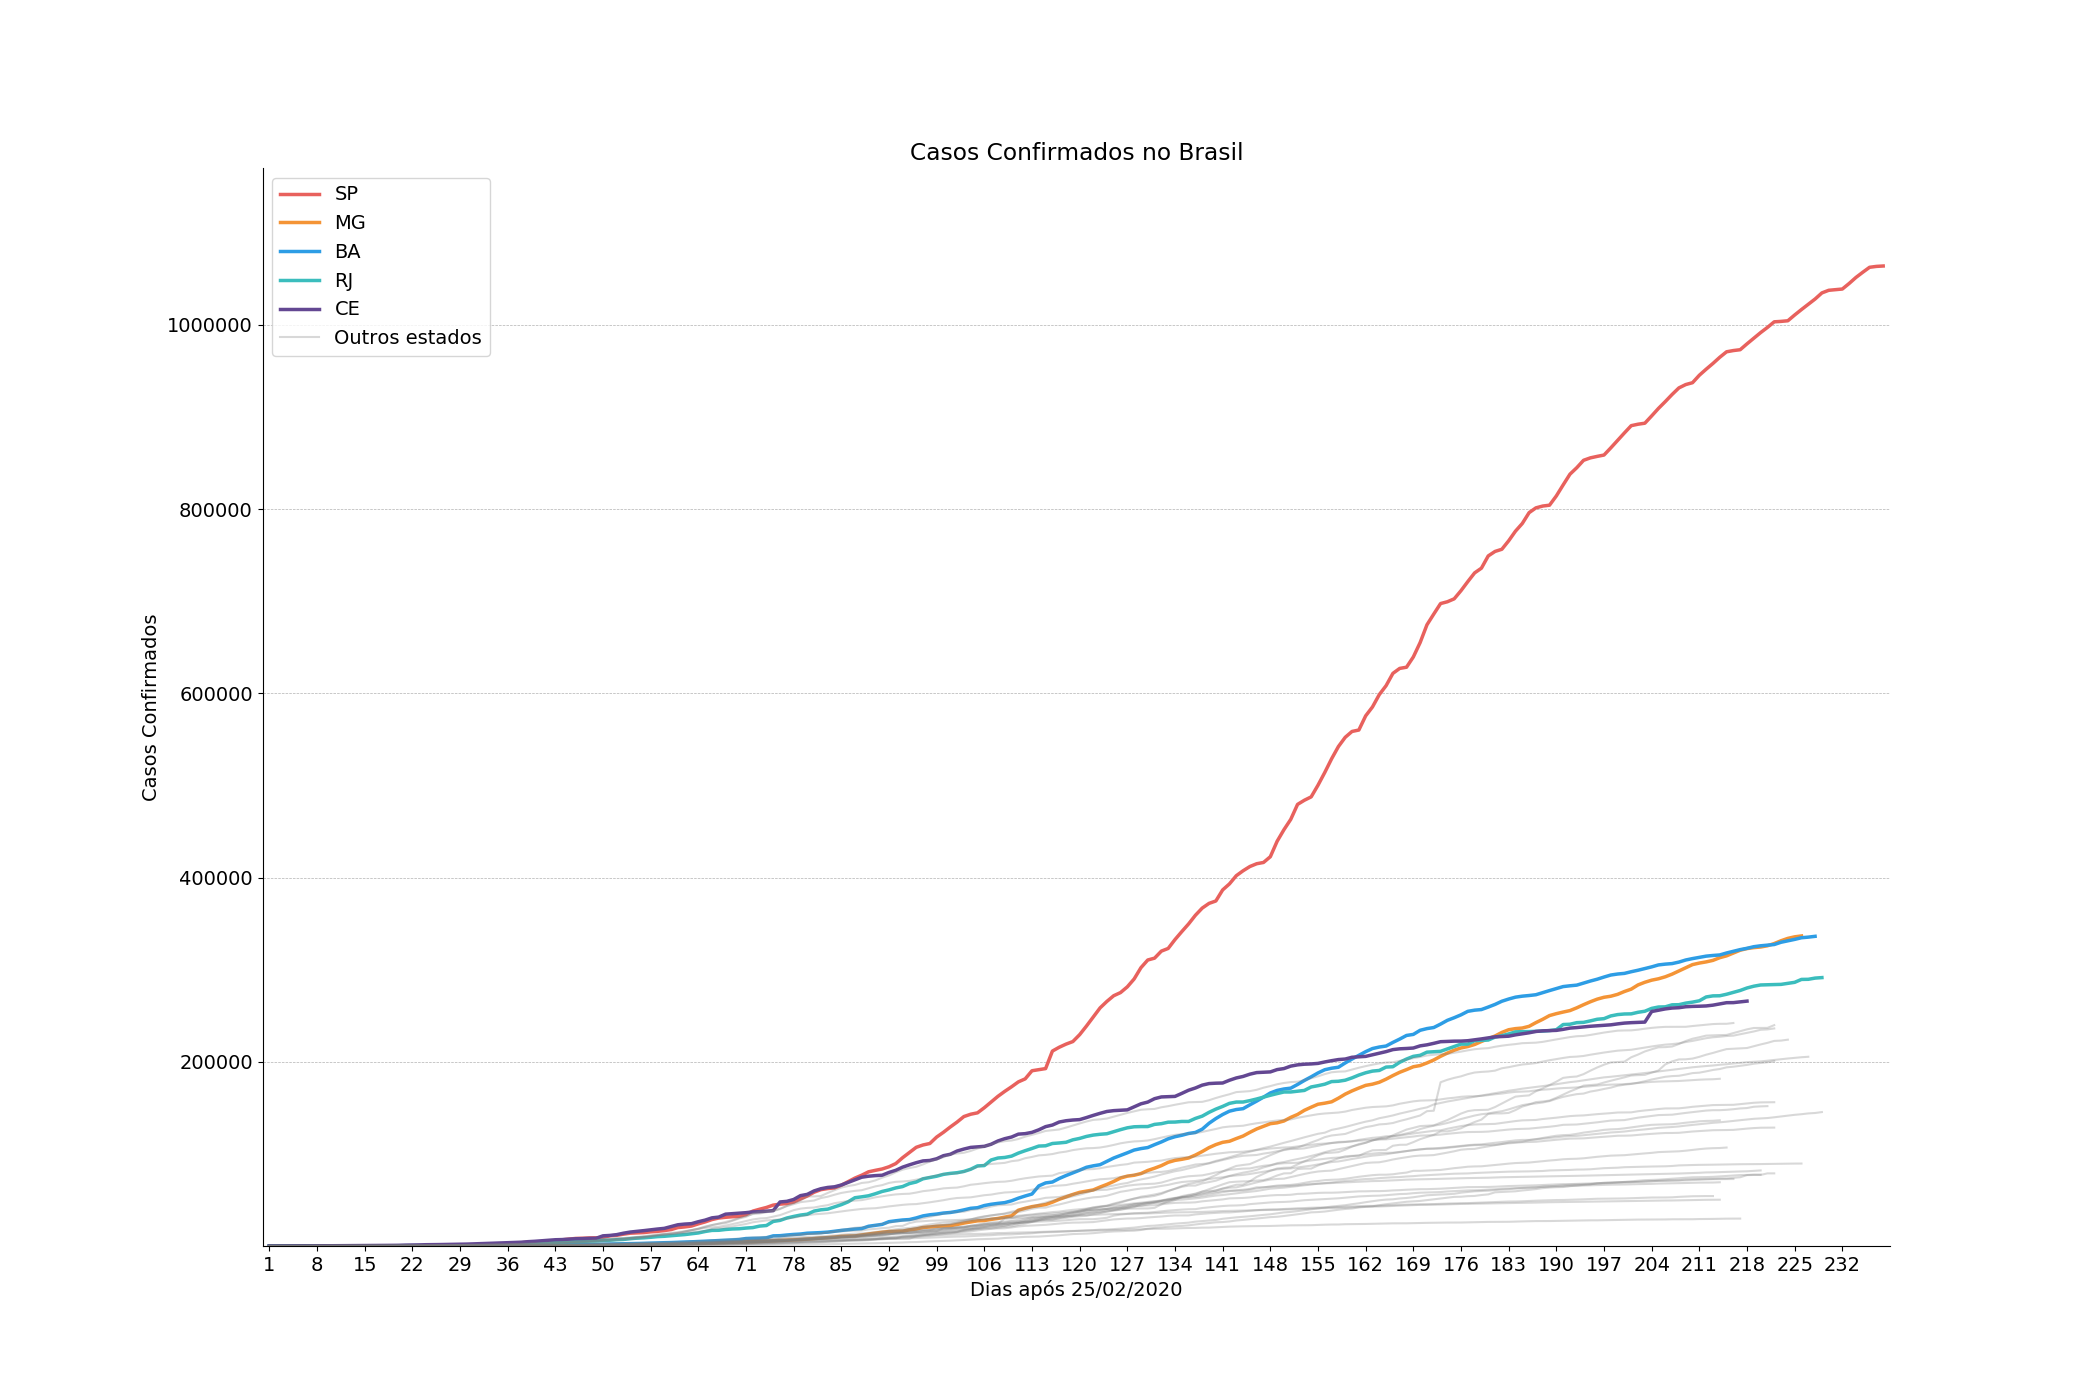 Casos Confirmados no Brasil
SP
MG
BA
RJ
CE
Outros estados
1000000
800000
600000
400000
200000
Casos Confirmados
1 8 15 22 29 36 43 50 57 64 71 78 85 92 99 106 113 120 127 134 141 148 155 162 169 176 183 190 197 204 211 218 225 232
Dias após 25/02/2020